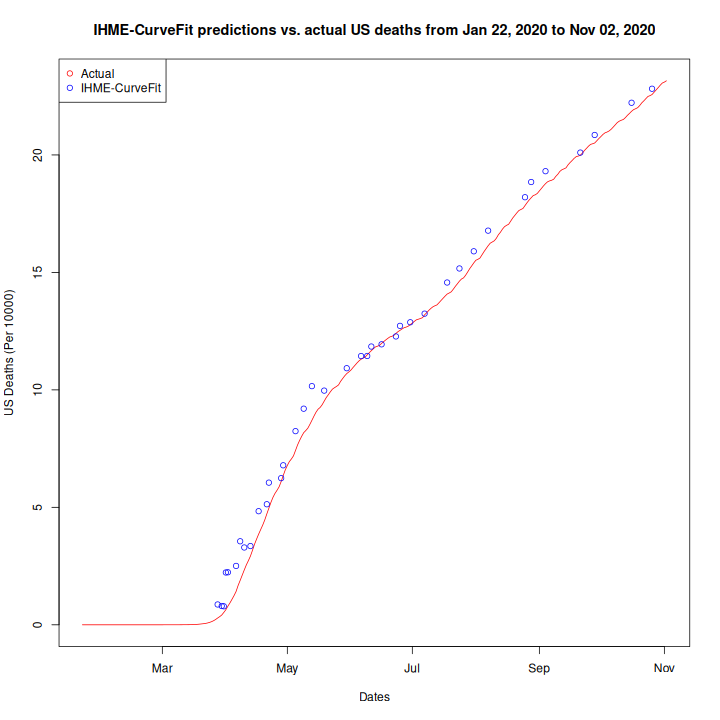 IHME-CurveFit predictions vs. actual US deaths from Jan 22, 2020 to Nov 02, 2020
Actual
IHME-CurveFit
US Deaths (Per 10000)
20
15
10
5
0
Mar May Jul Sep Nov
Dates